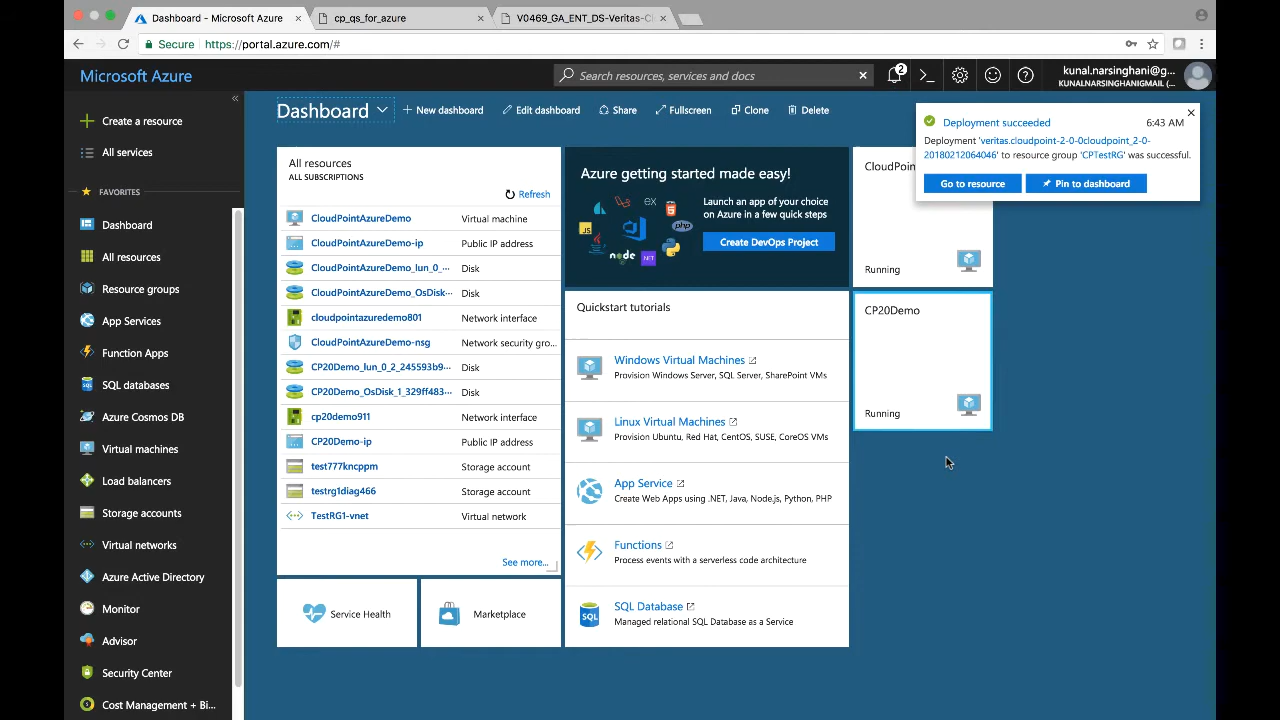 Dashboard - Microsoft Azure
cp_qs_for_azure
V0469_GA_ENT_DS-Veritas-C
Secure
https://portal.azure.com/#
Microsoft Azure
Search resources, services and docs
2
kunal.narsinghani@g...
KUNALNARSINGHANIGMAIL (...
Create a resource
All services
FAVORITES
Dashboard
All resources
Resource groups
App Services
Function Apps
SQL databases
Azure Cosmos DB
Virtual machines
Load balancers
Storage accounts
Virtual networks
Azure Active Directory
Monitor
Advisor
Security Center
Cost Management + Bi...
Dashboard
New dashboard
Edit dashboard
Share
Fullscreen
Clone
Delete
All resources
ALL SUBSCRIPTIONS
Refresh
CloudPointAzureDemo Virtual machine
CloudPointAzureDemo-ip Public IP address
CloudPointAzureDemo_lun_0_... Disk
CloudPointAzureDemo_OsDisk... Disk
cloudpointazuredemo801 Network interface
CloudPointAzureDemo-nsg Network security gro...
CP20Demo_lun_0_2_245593b9... Disk
CP20Demo_OsDisk_1_329ff483... Disk
cp20demo911 Network interface
CP20Demo-ip Public IP address
test777kncppm Storage account
testrg1diag466 Storage account
TestRG1-vnet Virtual network
See more...
Service Health
Marketplace
Azure getting started made easy!
Launch an app of your choice
on Azure in a few quick steps
Create DevOps Project
JS
EX
5
php
node
.NET
Quickstart tutorials
Windows Virtual Machines
Provision Windows Server, SQL Server, SharePoint VMs
Linux Virtual Machines
Provision Ubuntu, Red Hat, CentOS, SUSE, CoreOS VMs
App Service
Create Web Apps using .NET, Java, Node.js, Python, PHP
Functions
Process events with a serverless code architecture
SQL
SQL Database
Managed relational SQL Database as a Service
CloudPoin
Running
CP20Demo
Running
Deployment succeeded 6:43 AM
Deployment 'veritas.cloudpoint-2-0-0cloudpoint_2-0-
20180212064046' to resource group 'CPTestRG' was successful.
Go to resource
Pin to dashboard